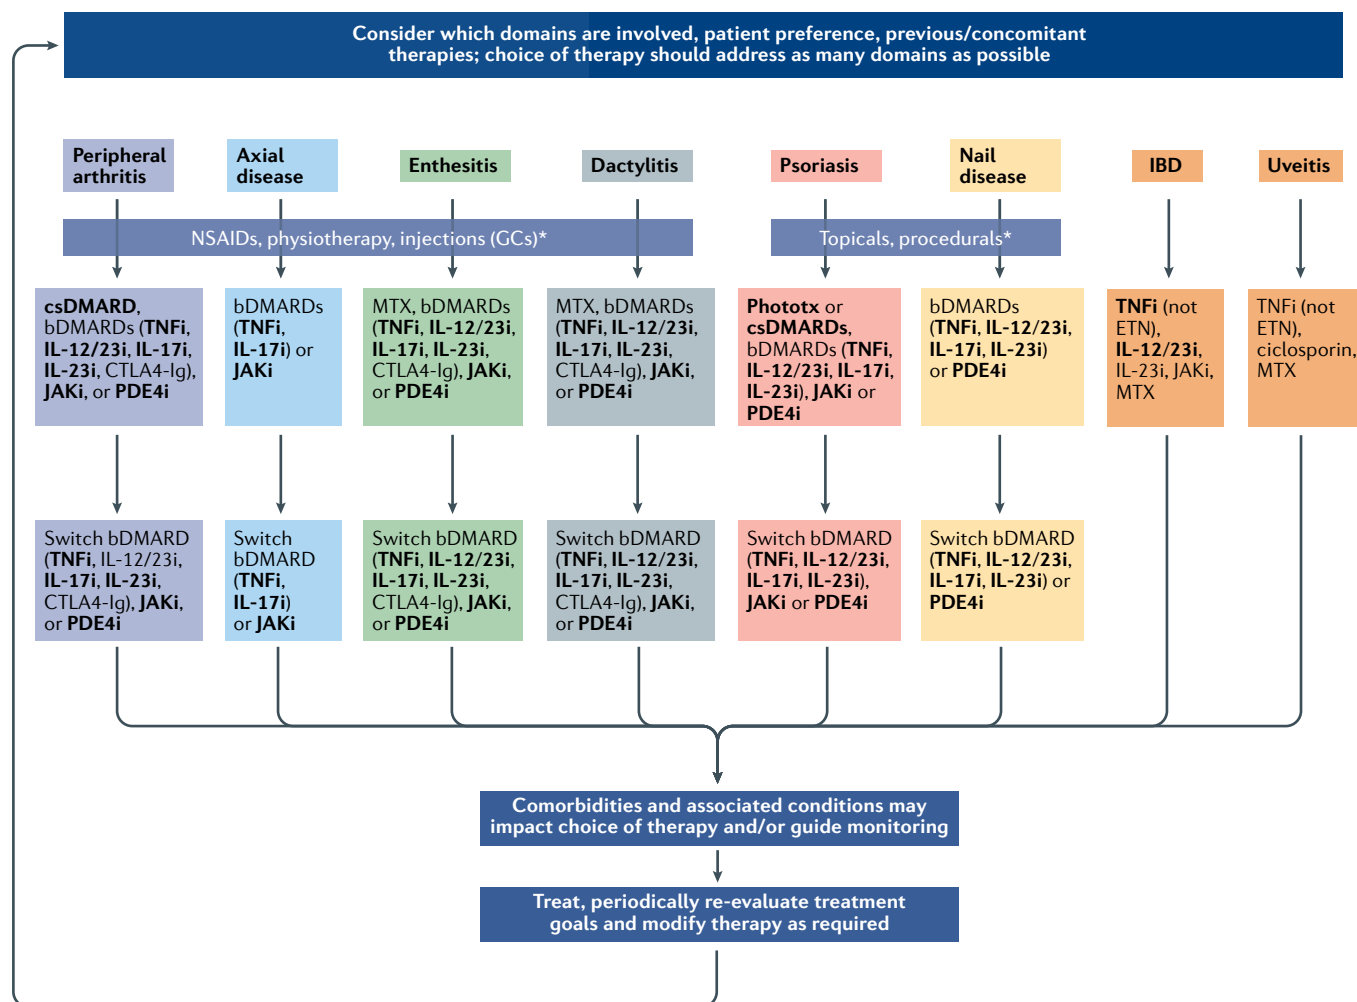 Consider which domains are involved, patient preference, previous/concomitant
therapies; choice of therapy should address as many domains as possible
Peripheral
arthritis
Axial
disease
Enthesitis
Dactylitis
Psoriasis
Nail
disease
IBD
Uveitis
NSAIDs, physiotherapy, injections (GCs)*
Topicals, procedurals*
csDMARD,
bDMARDs (TNFi,
IL-12/23i, IL-17i,
IL-23i, CTLA4-Ig),
JAKi, or PDE4i
bDMARDs
(TNFi,
IL-17i) or
JAKi
MTX, bDMARDs
(TNFi, IL-12/23i,
IL-17i, IL-23i,
CTLA4-Ig), JAKi,
or PDE4i
MTX, bDMARDs
(TNFi, IL-12/23i,
IL-17i, IL-23i,
CTLA4-Ig), JAKi,
or PDE4i
Phototx or
csDMARDs,
bDMARDs (TNFi,
IL-12/23i, IL-17i,
IL-23i), JAKi or
PDE4i
bDMARDs
(TNFi, IL-12/23i,
IL-17i, IL-23i)
or PDE4i
TNFi (not
ETN),
IL-12/23i,
IL-23i, JAKi,
MTX
TNFi (not
ETN),
ciclosporin,
MTX
Switch bDMARD
(TNFi, IL-12/23i,
IL-17i, IL-23i,
CTLA4-Ig), JAKi,
or PDE4i
Switch
bDMARD
(TNFi,
IL-17i)
or JAKi
Switch bDMARD
(TNFi, IL-12/23i,
IL-17i, IL-23i,
CTLA4-Ig), JAKi,
or PDE4i
Switch bDMARD
(TNFi, IL-12/23i,
IL-17i, IL-23i,
CTLA4-Ig), JAKi,
or PDE4i
Switch bDMARD
(TNFi, IL-12/23i,
IL-17i, IL-23i),
JAKi or PDE4i
Switch bDMARD
(TNFi, IL-12/23i,
IL-17i, IL-23i) or
PDE4i
Comorbidities and associated conditions may
impact choice of therapy and/or guide monitoring
Treat, periodically re-evaluate treatment
goals and modify therapy as required